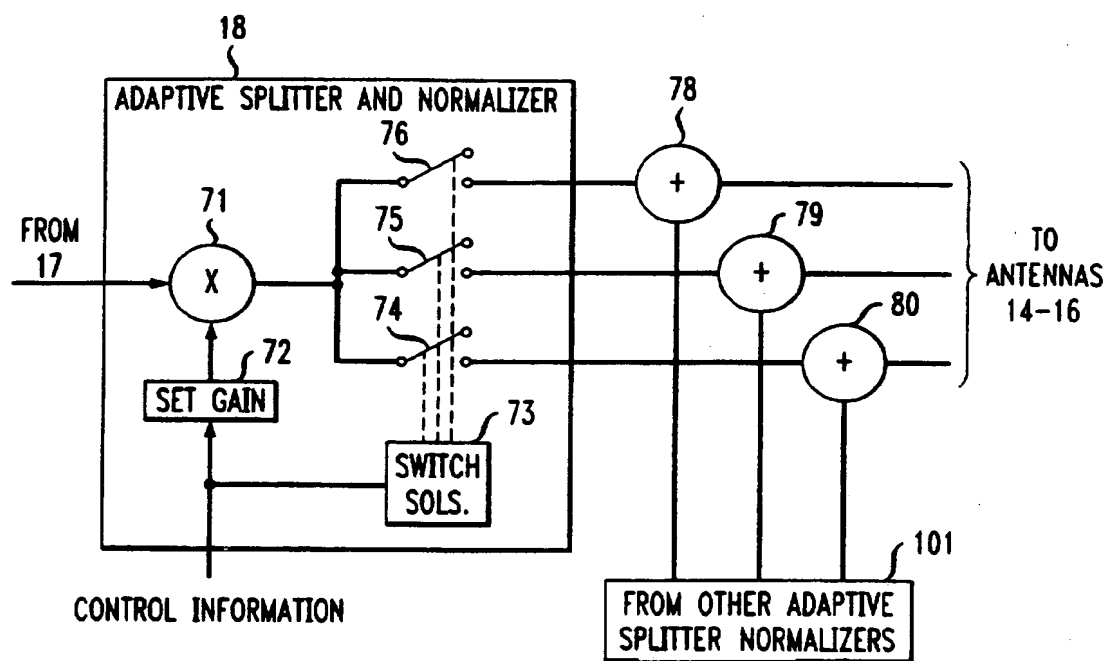 18
ADAPTIVE SPLITTER AND NORMALIZER
78
76
71
FROM
17
75
79
TO
ANTENNAS
14-16
X
+
+
74
80
72
+
SET GAIN
73
SWITCH
SOLS.
101
CONTROL INFORMATION
FROM OTHER ADAPTIVE
SPLITTER NORMALIZERS